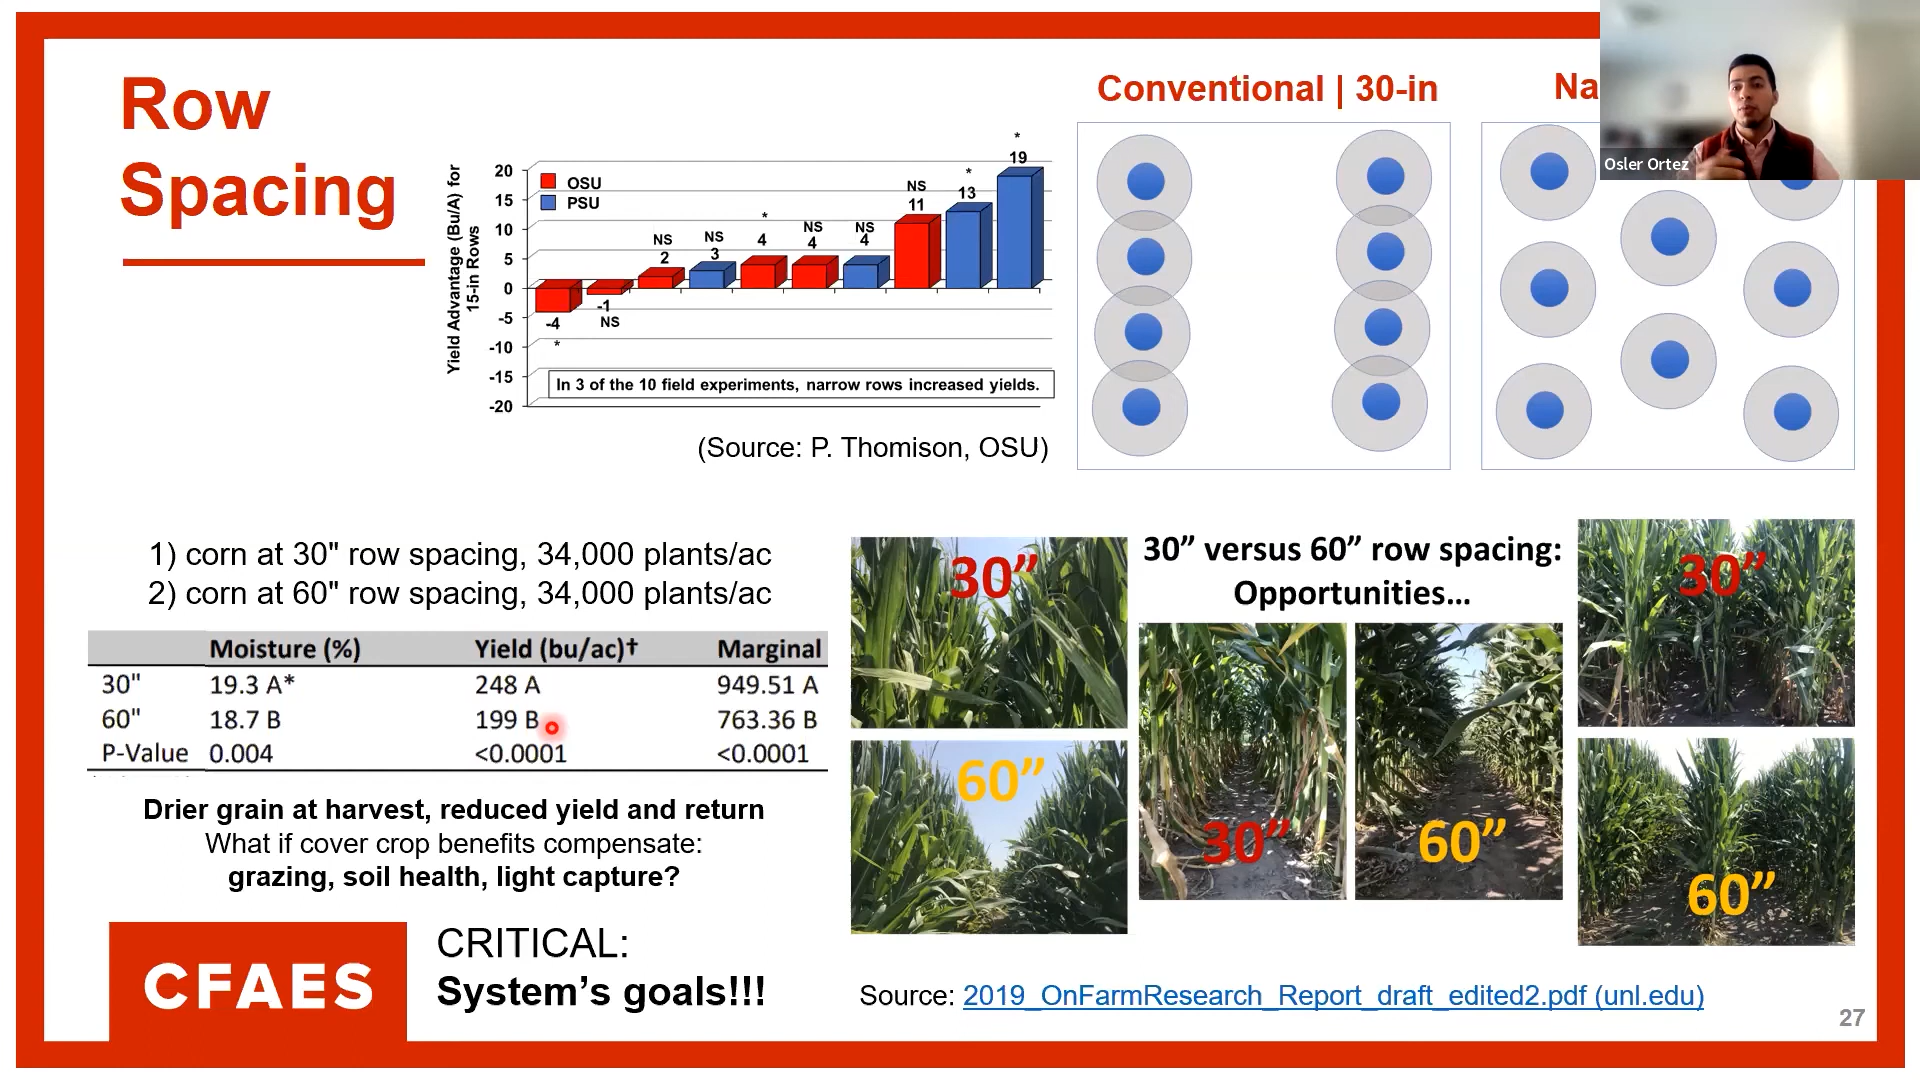 Row
Spacing
Yield Advantage (Bu/A) for
15-in Rows
20
15
10
5
0
-5
-10
-15
-20
OSU
PSU
-4
*
-1
NS
NS
2
NS
3
*
4
NS
4
NS
4
NS
11
*
13
*
19
In 3 of the 10 field experiments, narrow rows increased yields.
(Source: P. Thomison, OSU)
Conventional | 30-in
Na
Osler Ortez
1) corn at 30" row spacing, 34,000 plants/ac
2) corn at 60" row spacing, 34,000 plants/ac
Moisture (%) Yield (bu/ac)† Marginal
30" 19.3 A* 248 A 949.51 A
60" 18.7 B 199 B 763.36 B
P-Value 0.004 <0.0001 <0.0001
Drier grain at harvest, reduced yield and return
What if cover crop benefits compensate:
grazing, soil health, light capture?
30” versus 60” row spacing:
Opportunities…
30”
60”
30”
60”
30”
60”
CFAES
CRITICAL:
System’s goals!!!
Source: 2019_OnFarmResearch_Report_draft_edited2.pdf (unl.edu)
27